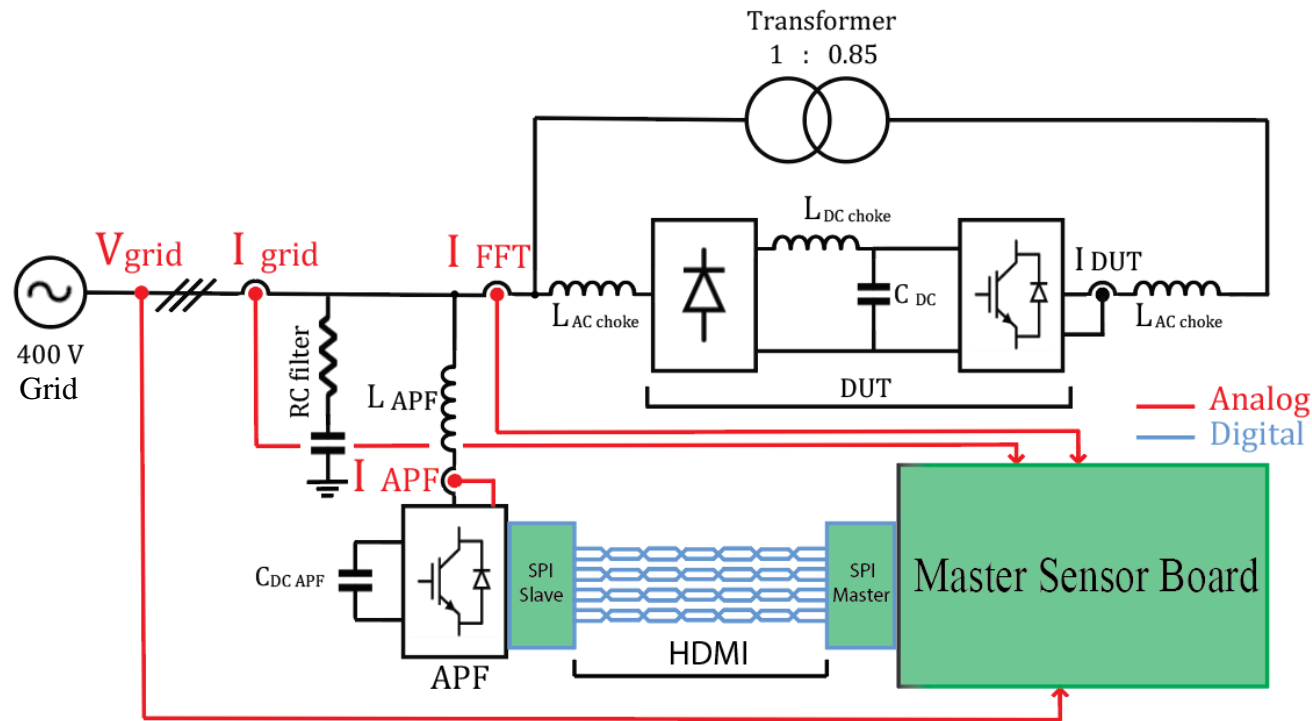 Transformer
1 : 0.85
L DC choke
V grid
I grid
I FFT
I DUT
C DC
L AC choke
L AC choke
400 V
Grid
RC filter
L APF
DUT
Analog
Digital
I APF
C DC APF
SPI
Slave
SPI
Master
Master Sensor Board
HDMI
APF